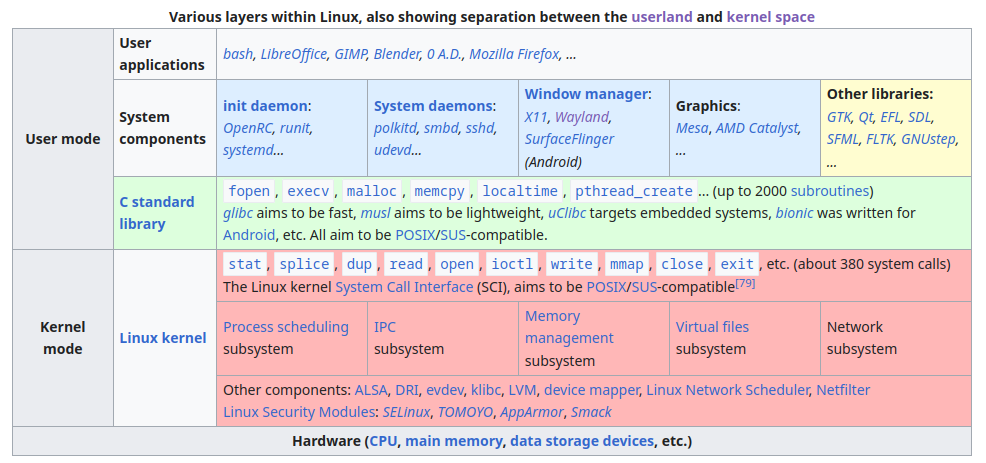 Various layers within Linux, also showing separation between the userland and kernel space
User mode
User applications
bash, LibreOffice, GIMP, Blender, 0 A.D., Mozilla Firefox, ...
System components
init daemon:
OpenRC, runit,
systemd...
System daemons:
polkitd, smbd, sshd,
udevd...
Window manager:
X11, Wayland,
SurfaceFlinger
(Android)
Graphics:
Mesa, AMD Catalyst,
...
Other libraries:
GTK, Qt, EFL, SDL,
SFML, FLTK, GNUstep,
...
C standard
library
fopen, execv, malloc, memcpy, localtime, pthread_create... (up to 2000 subroutines)
glibc aims to be fast, musl aims to be lightweight, uClibc targets embedded systems, bionic was written for
Android, etc. All aim to be POSIX/SUS-compatible.
Kernel
mode
Linux kernel
stat, splice, dup, read, open, ioctl, write, mmap, close, exit, etc. (about 380 system calls)
The Linux kernel System Call Interface (SCI), aims to be POSIX/SUS-compatible[79]
Process scheduling
subsystem
IPC
subsystem
Memory
management
subsystem
Virtual files
subsystem
Network
subsystem
Other components: ALSA, DRI, evdev, klibc, LVM, device mapper, Linux Network Scheduler, Netfilter
Linux Security Modules: SELinux, TOMOYO, AppArmor, Smack
Hardware (CPU, main memory, data storage devices, etc.)